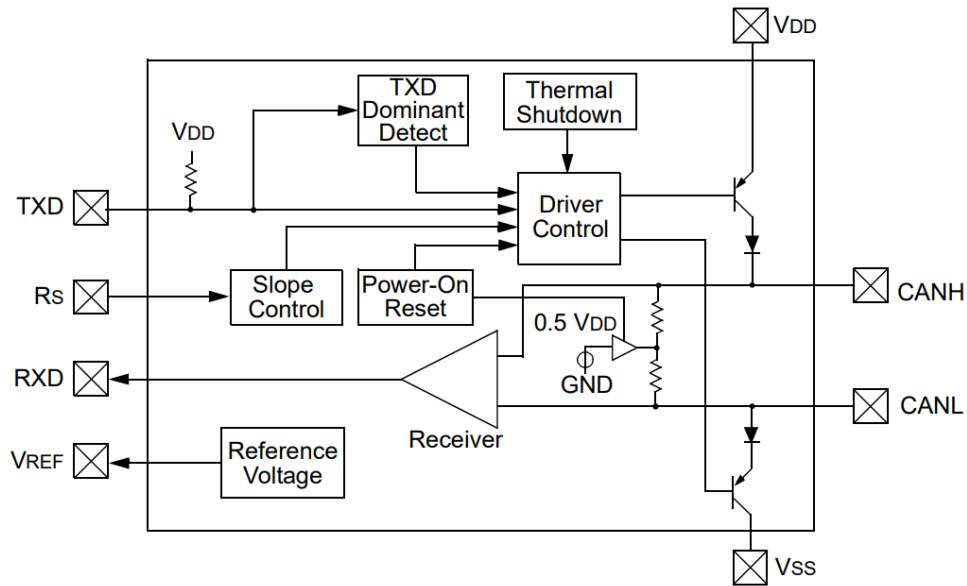 VDD
TXD
Dominant
Detect
Thermal
Shutdown
VDD
TXD
Driver
Control
RS
Slope
Control
Power-On
Reset
CANH
0.5 VDD
GND
RXD
CANL
Receiver
VREF
Reference
Voltage
VSS